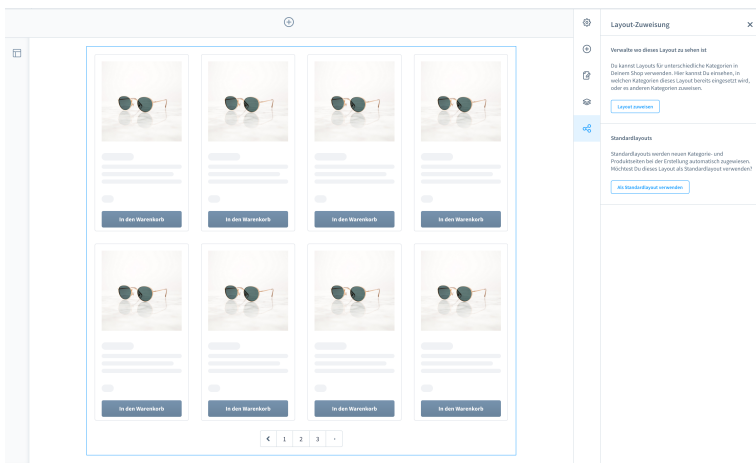 Layout-Zuweisung
Verwalte wo dieses Layout zu sehen ist
Du kannst Layouts für unterschiedliche Kategorien in
Deinem Shop verwenden. Hier kannst Du einsehen, in
welchen Kategorien dieses Layout bereits eingesetzt wird,
oder es anderen Kategorien zuweisen.
Layout zuweisen
Standardlayouts
Standardlayouts werden neuen Kategorie- und
Produktseiten bei der Erstellung automatisch zugewiesen.
Möchtest Du dieses Layout als Standardlayout verwenden?
Als Standardlayout verwenden
In den Warenkorb In den Warenkorb In den Warenkorb In den Warenkorb
In den Warenkorb In den Warenkorb In den Warenkorb In den Warenkorb
1 2 3